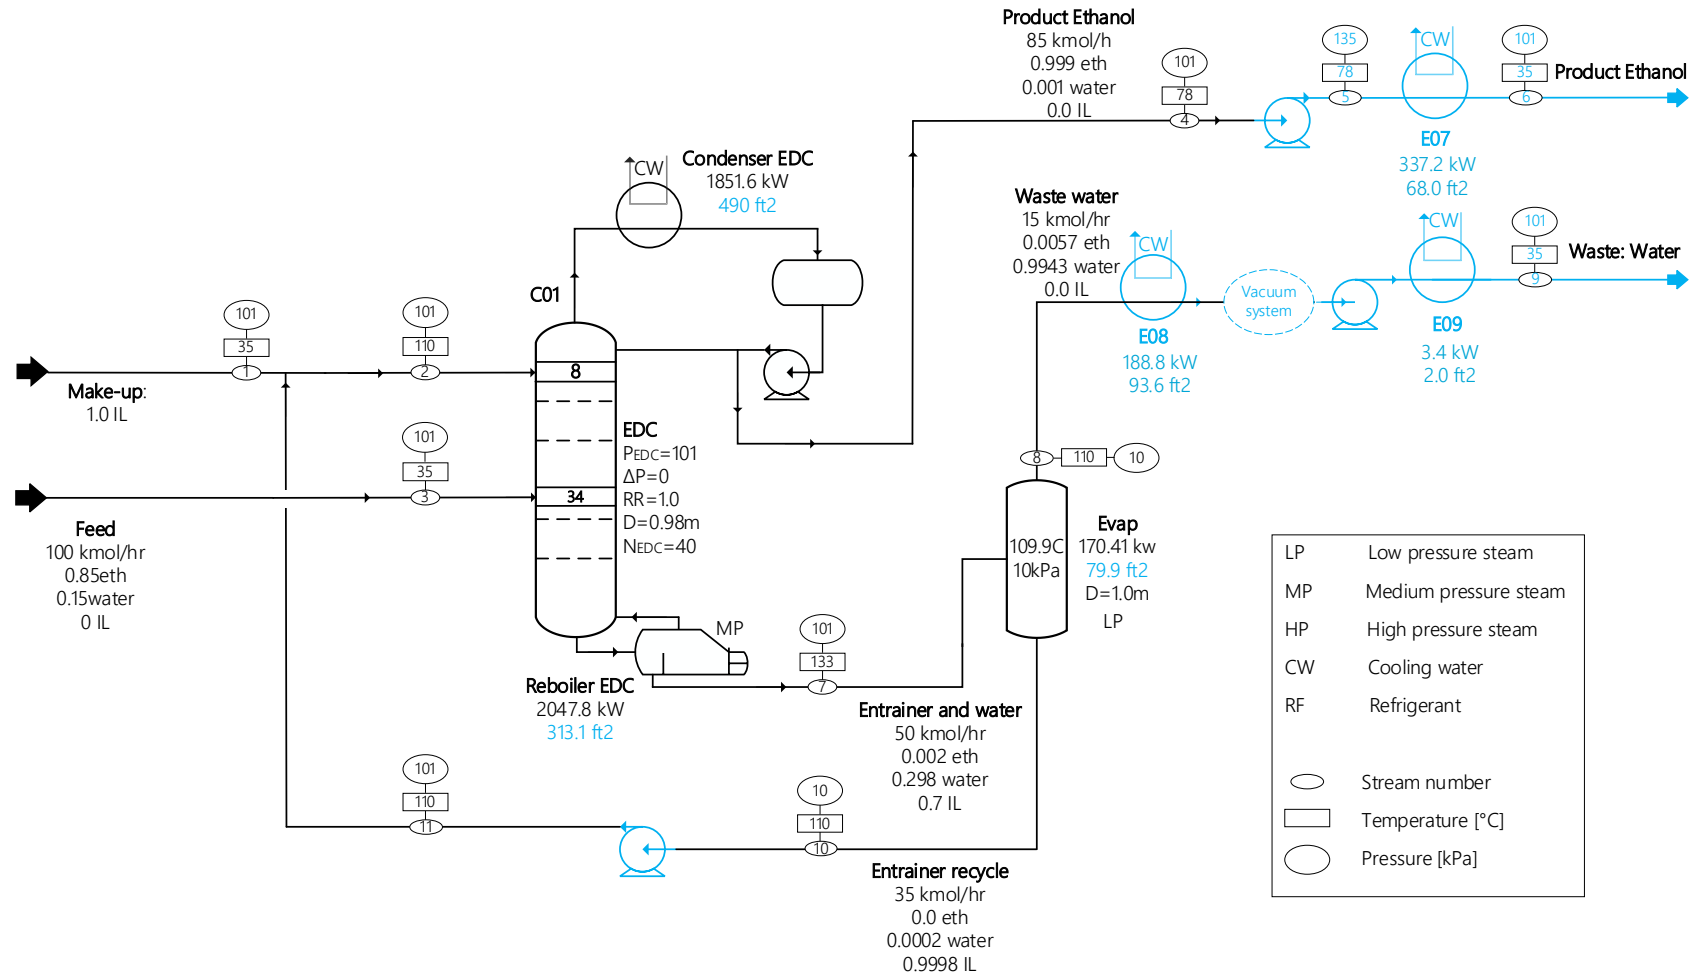 Product Ethanol
85 kmol/h
0.999 eth
0.001 water
0.0 IL
101
78
4
135
78
5
CW
E07
337.2 kW
68.0 ft2
101
35
6
Product Ethanol
CW
Condenser EDC
1851.6 kW
490 ft2
Waste water
15 kmol/hr
0.0057 eth
0.9943 water
0.0 IL
CW
E08
188.8 kW
93.6 ft2
Vacuum
system
CW
E09
3.4 kW
2.0 ft2
101
35
9
Waste: Water
C01
101
35
1
101
110
2
Make-up:
1.0 IL
8
EDC
PEDC=101
ΔP=0
RR=1.0
D=0.98m
NEDC=40
34
101
35
3
Feed
100 kmol/hr
0.85eth
0.15water
0 IL
8
110
10
109.9C
10kPa
Evap
170.41 kw
79.9 ft2
D=1.0m
LP
MP
Reboiler EDC
2047.8 kW
313.1 ft2
101
133
7
Entrainer and water
50 kmol/hr
0.002 eth
0.298 water
0.7 IL
101
110
11
10
110
10
Entrainer recycle
35 kmol/hr
0.0 eth
0.0002 water
0.9998 IL
LP Low pressure steam
MP Medium pressure steam
HP High pressure steam
CW Cooling water
RF Refrigerant
Stream number
Temperature [°C]
Pressure [kPa]